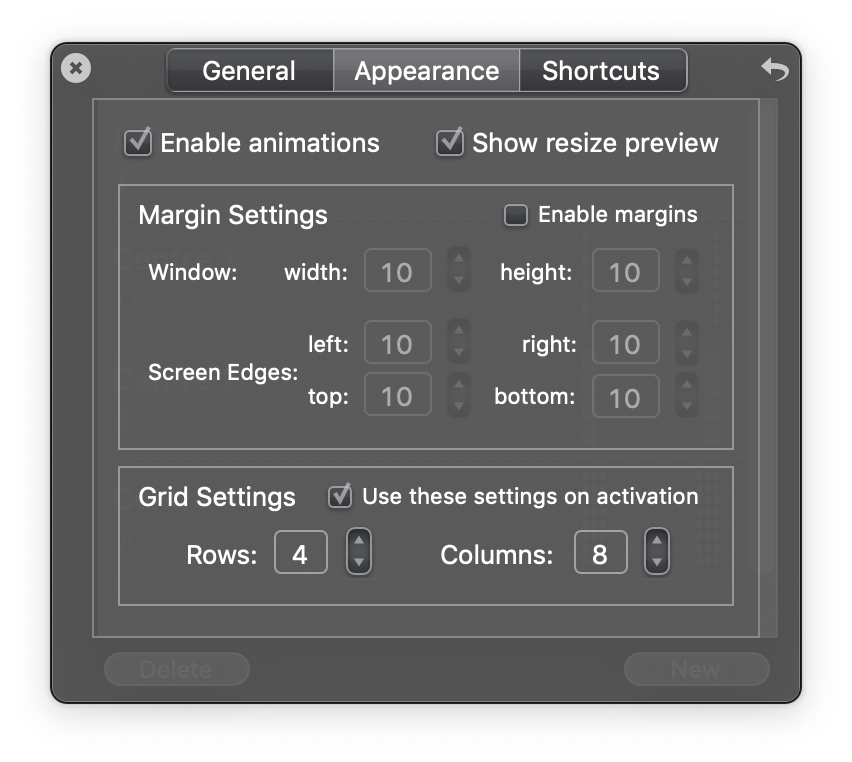 General Appearance Shortcuts
Enable animations Show resize preview
Margin Settings Enable margins
Window: width: 10 height: 10
left: 10 right: 10
Screen Edges:
top: 10 bottom: 10
Grid Settings Use these settings on activation
Rows: 4 Columns: 8
Delete New